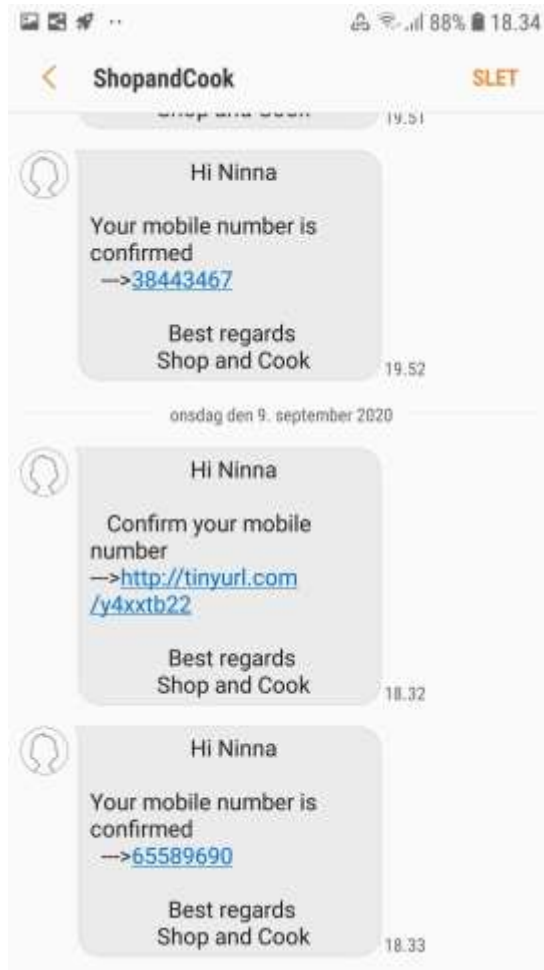 88% 18.34
ShopandCook SLET
Shop and Cook 19.51
Hi Ninna
Your mobile number is
confirmed
--->38443467
Best regards
Shop and Cook
19.52
onsdag den 9. september 2020
Hi Ninna
Confirm your mobile
number
--->http://tinyurl.com
/y4xxtb22
Best regards
Shop and Cook
18.32
Hi Ninna
Your mobile number is
confirmed
--->65589690
Best regards
Shop and Cook
18.33